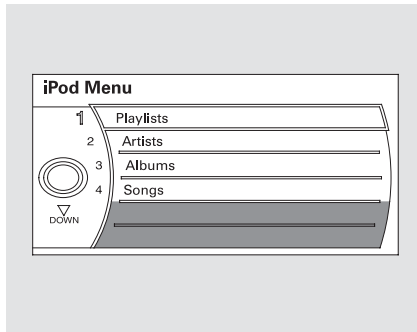 iPod Menu
1 Playlists
2 Artists
3 Albums
4 Songs
DOWN